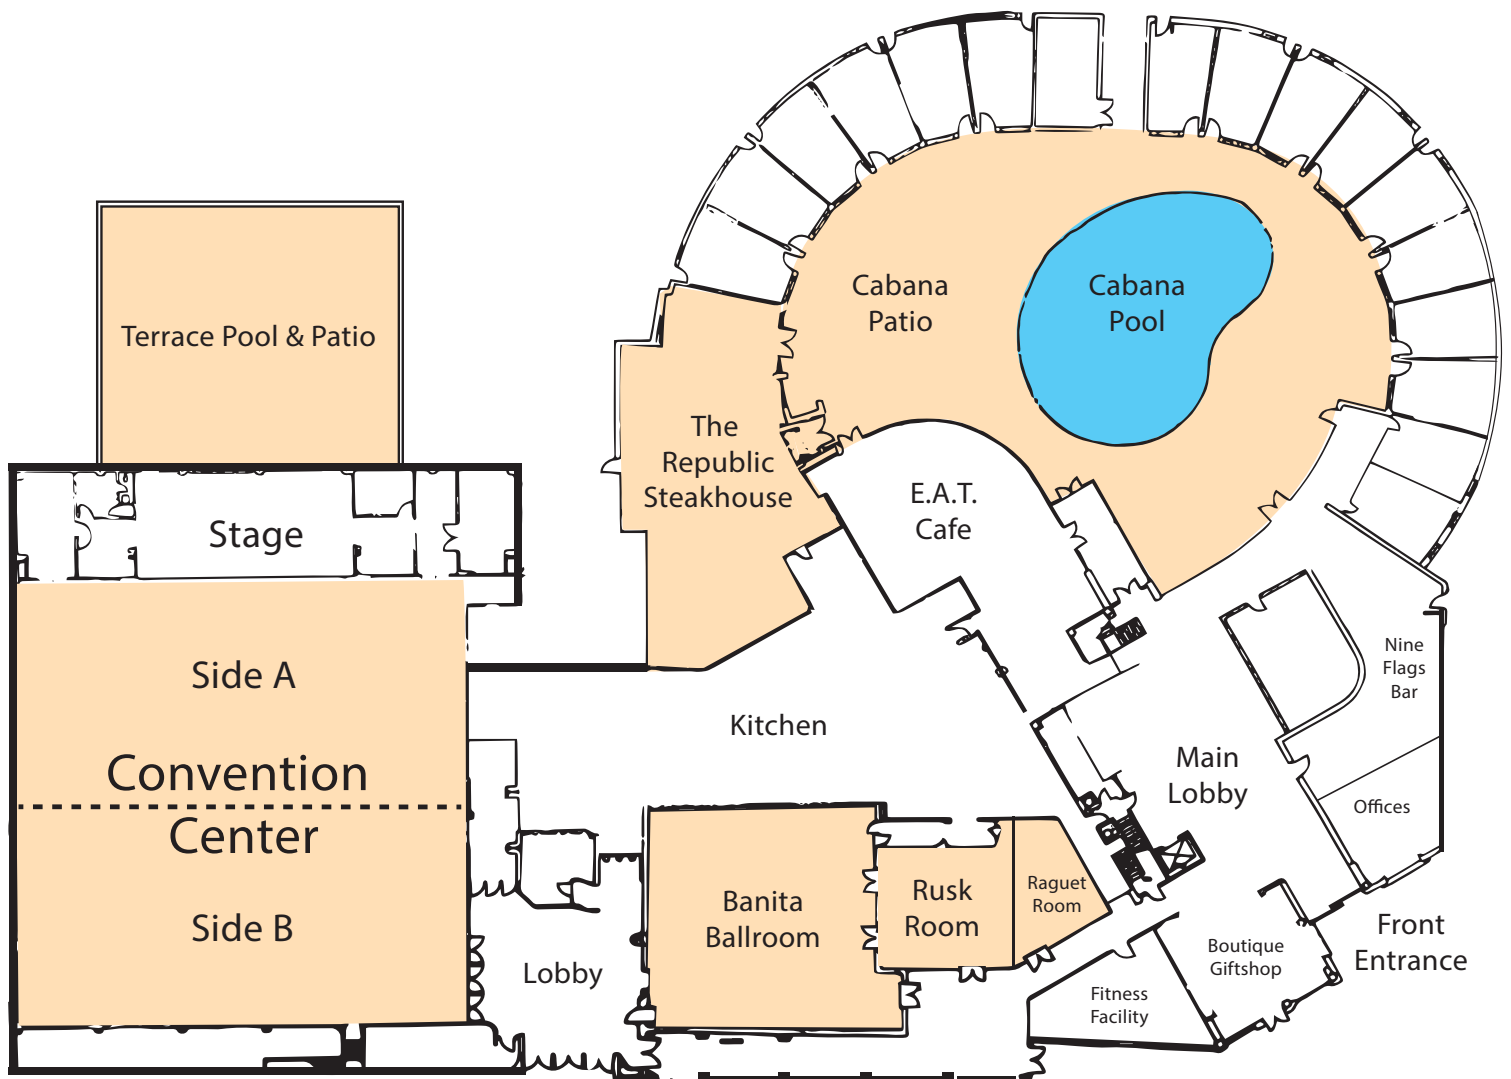 Cabana
Patio
Cabana
Pool
Terrace Pool & Patio
The
Republic
Steakhouse
E.A.T.
Cafe
Stage
Side A
Convention
Center
Side B
Kitchen
Nine
Flags
Bar
Main
Lobby
Offices
Banita
Ballroom
Rusk
Room
Raguet
Room
Lobby
Boutique
Giftshop
Front
Entrance
Fitness
Facility